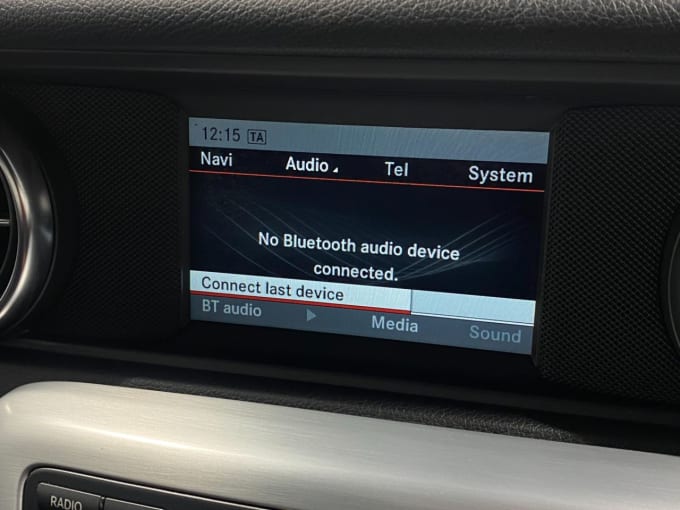 12:15 TA
Navi Audio Tel System
No Bluetooth audio device
connected.
Connect last device
BT audio Media Sound
RADIO